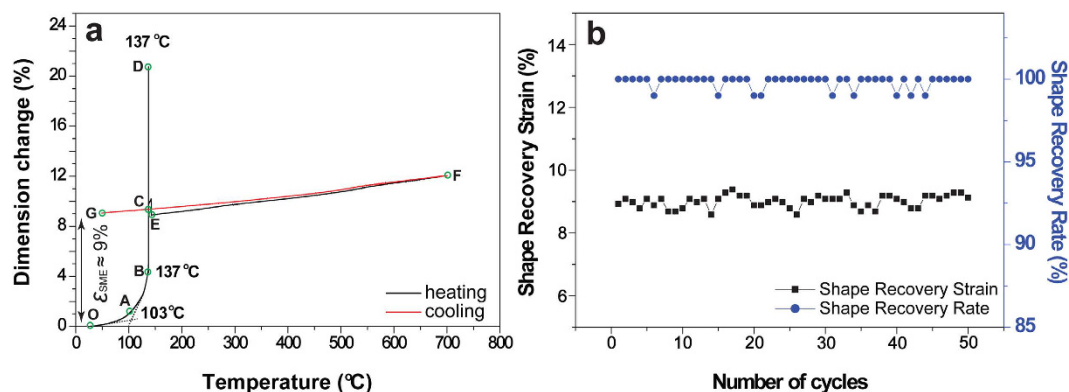 a
Dimension change (%)
24
20
16
12
8
4
0
137 °C
D
C
G
E
F
B
137 °C
A
103°C
O
εSME ≈ 9%
heating
cooling
0 100 200 300 400 500 600 700 800
Temperature (°C)
b
Shape Recovery Strain (%)
14
12
10
8
6
Shape Recovery Rate (%)
100
95
90
85
Shape Recovery Strain
Shape Recovery Rate
0 10 20 30 40 50
Number of cycles